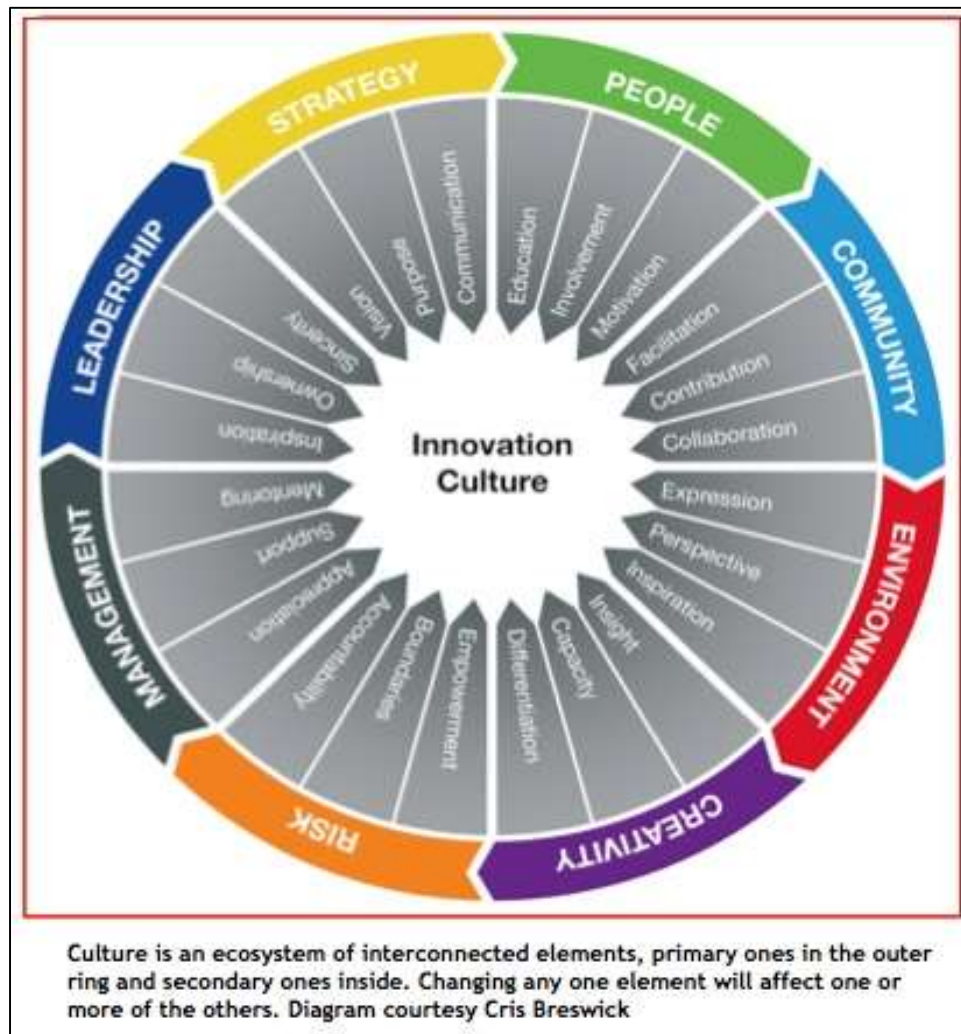 STRATEGY
PEOPLE
COMMUNITY
ENVIRONMENT
CREATIVITY
RISK
MANAGEMENT
LEADERSHIP
Vision
Purpose
Communication
Education
Involvement
Motivation
Facilitation
Contribution
Collaboration
Expression
Perspective
Inspiration
Insight
Capacity
Differentiation
Empowerment
Boundaries
Accountability
Appreciation
Support
Mentoring
Inspiration
Ownership
Sincerity
Innovation
Culture
Culture is an ecosystem of interconnected elements, primary ones in the outer
ring and secondary ones inside. Changing any one element will affect one or
more of the others. Diagram courtesy Cris Breswick